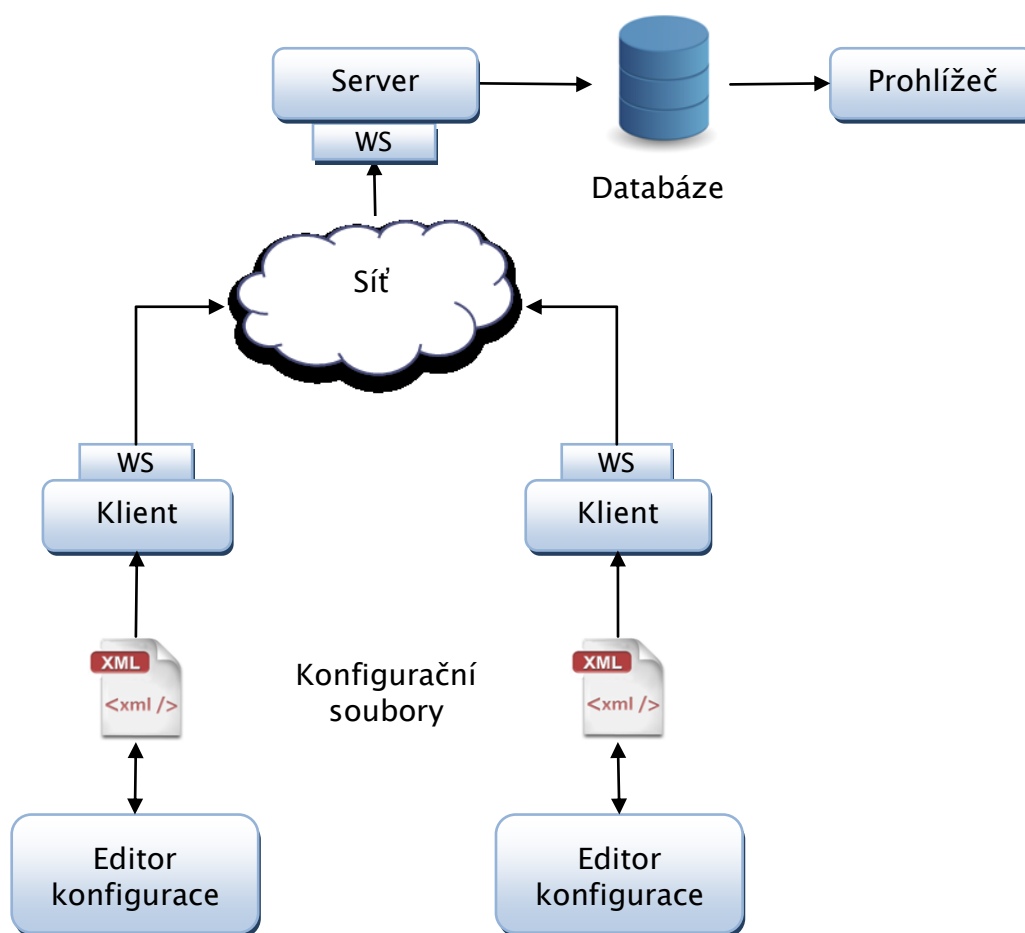 Server
Prohlížeč
WS
Databáze
Síť
WS
WS
Klient
Klient
XML
<xml />
XML
<xml />
Konfigurační
soubory
Editor
konfigurace
Editor
konfigurace